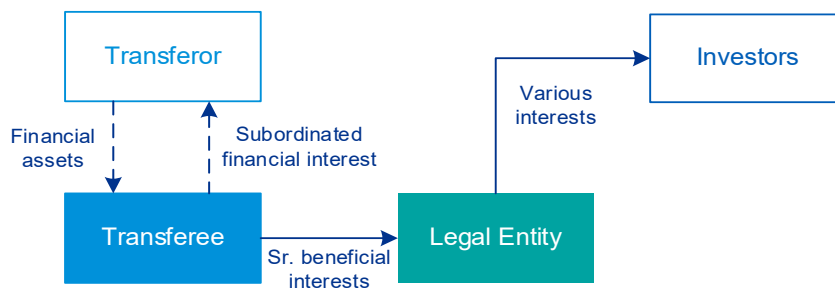 Transferor
Investors
Various
interests
Financial
assets
Subordinated
financial interest
Transferee
Legal Entity
Sr. beneficial
interests